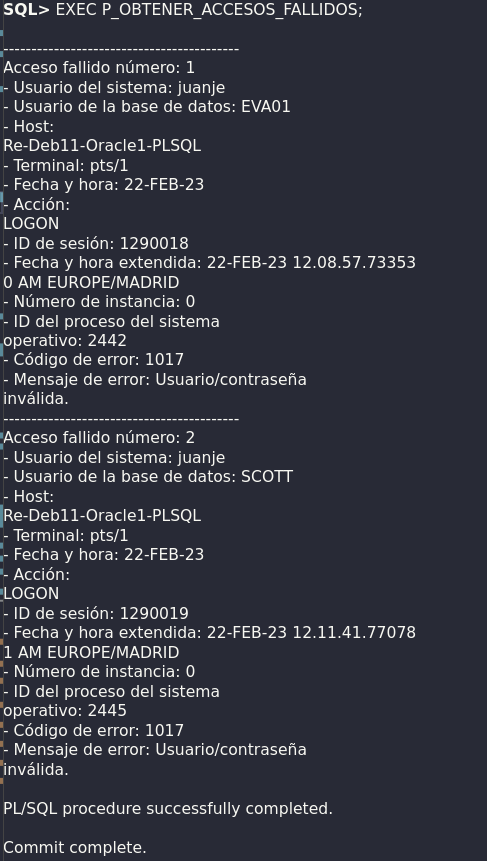 SQL> EXEC P_OBTENER_ACCESOS_FALLIDOS;
------------------------------------------
Acceso fallido número: 1
- Usuario del sistema: juanje
- Usuario de la base de datos: EVA01
- Host:
Re-Deb11-Oracle1-PLSQL
- Terminal: pts/1
- Fecha y hora: 22-FEB-23
- Acción:
LOGON
- ID de sesión: 1290018
- Fecha y hora extendida: 22-FEB-23 12.08.57.73353
0 AM EUROPE/MADRID
- Número de instancia: 0
- ID del proceso del sistema
operativo: 2442
- Código de error: 1017
- Mensaje de error: Usuario/contraseña
inválida.
------------------------------------------
Acceso fallido número: 2
- Usuario del sistema: juanje
- Usuario de la base de datos: SCOTT
- Host:
Re-Deb11-Oracle1-PLSQL
- Terminal: pts/1
- Fecha y hora: 22-FEB-23
- Acción:
LOGON
- ID de sesión: 1290019
- Fecha y hora extendida: 22-FEB-23 12.11.41.77078
1 AM EUROPE/MADRID
- Número de instancia: 0
- ID del proceso del sistema
operativo: 2445
- Código de error: 1017
- Mensaje de error: Usuario/contraseña
inválida.
PL/SQL procedure successfully completed.
Commit complete.